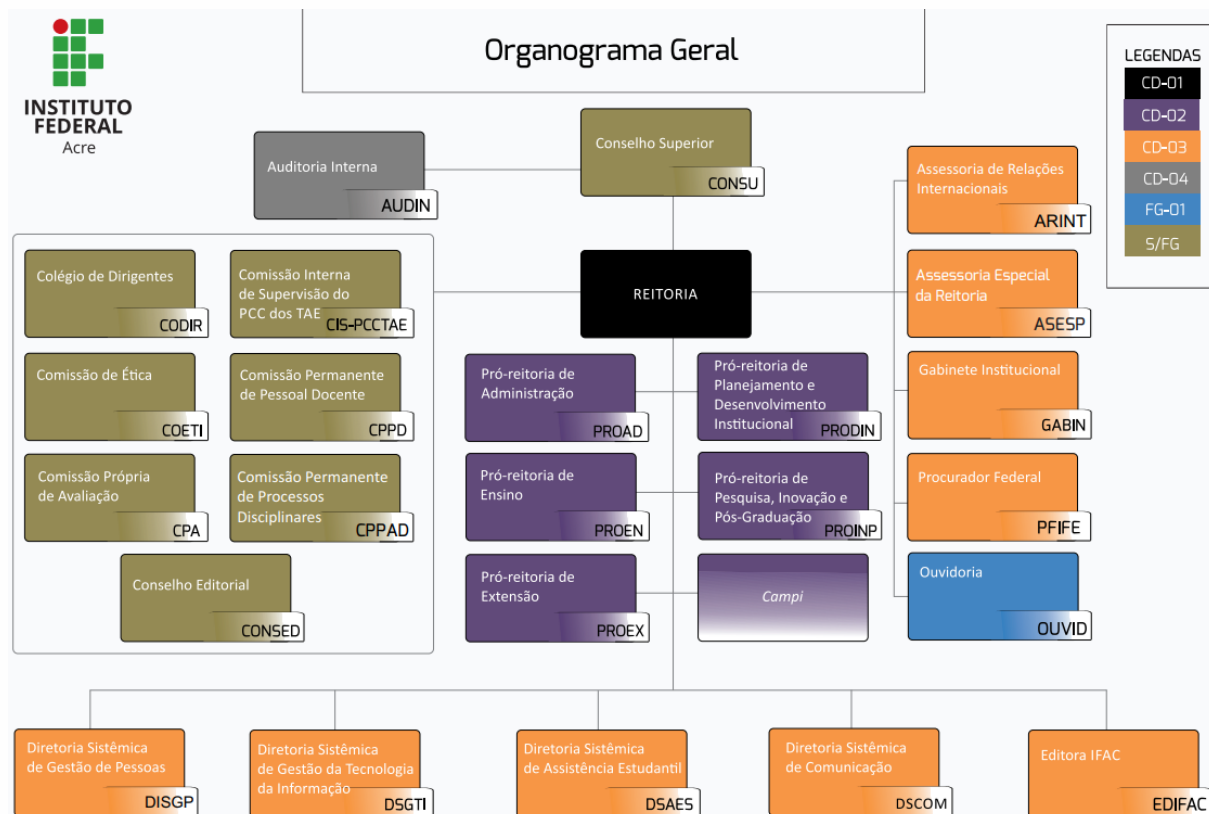 INSTITUTO
FEDERAL
Acre
Organograma Geral
LEGENDAS
CD-01
CD-02
CD-03
CD-04
FG-01
S/FG
Auditoria Interna
AUDIN
Conselho Superior
CONSU
Assessoria de Relações
Internacionais
ARINT
Colégio de Dirigentes
CODIR
Comissão Interna
de Supervisão do
PCC dos TAE
CIS-PCCTAE
REITORIA
Assessoria Especial
da Reitoria
ASESP
Comissão de Ética
COETI
Comissão Permanente
de Pessoal Docente
CPPD
Pró-reitoria de
Administração
PROAD
Pró-reitoria de
Planejamento e
Desenvolvimento
Institucional
PRODIN
Gabinete Institucional
GABIN
Comissão Própria
de Avaliação
CPA
Comissão Permanente
de Processos
Disciplinares
CPPAD
Pró-reitoria de
Ensino
PROEN
Pró-reitoria de
Pesquisa, Inovação e
Pós-Graduação
PROINP
Procurador Federal
PFIFE
Conselho Editorial
CONSED
Pró-reitoria de
Extensão
PROEX
Campi
Ouvidoria
OUVID
Diretoria Sistêmica
de Gestão de Pessoas
DISGP
Diretoria Sistêmica
de Gestão da Tecnologia
da Informação
DSGTI
Diretoria Sistêmica
de Assistência Estudantil
DSAES
Diretoria Sistêmica
de Comunicação
DSCOM
Editora IFAC
EDIFAC